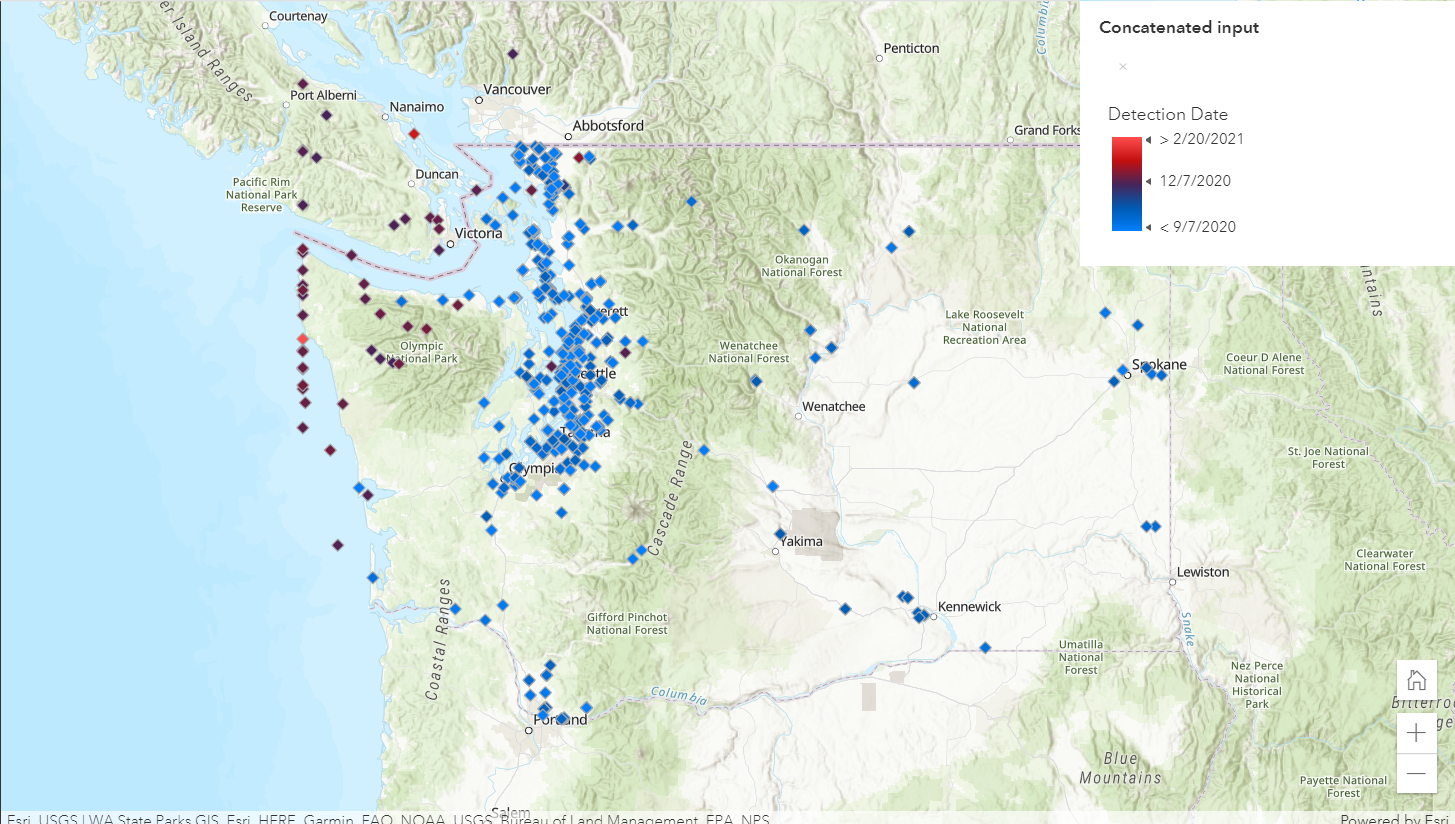 Courtenay
er Island Ranges
Port Alberni
Nanaimo
Vancouver
Abbotsford
Penticton
Columbia
Grand Forks
Concatenated input
Detection Date
> 2/20/2021
12/7/2020
< 9/7/2020
Duncan
Pacific Rim
National Park
Reserve
Victoria
Okanogan
National Forest
ntains
erett
Olympic
National Park
Wenatchee
National Forest
Lake Roosevelt
National
Recreation Area
Spokane
Coeur D Alene
National Forest
Seattle
Wenatchee
Tacoma
Olympi
Cascade Range
St. Joe National
Forest
Yakima
Lewiston
Clearwater
National Forest
Coastal Ranges
Gifford Pinchot
National Forest
Kennewick
Snake
Umatilla
National
Forest
Nez Perce
National
Historical
Park
Columbia
Portland
Bitterro
ge
Blue
Mountains
Payette National
Forest
Salem
Esri, USGS | WA State Parks GIS, Esri, HERE, Garmin, FAO, NOAA, USGS, Bureau of Land Management, EPA, NPS
Powered by Esri